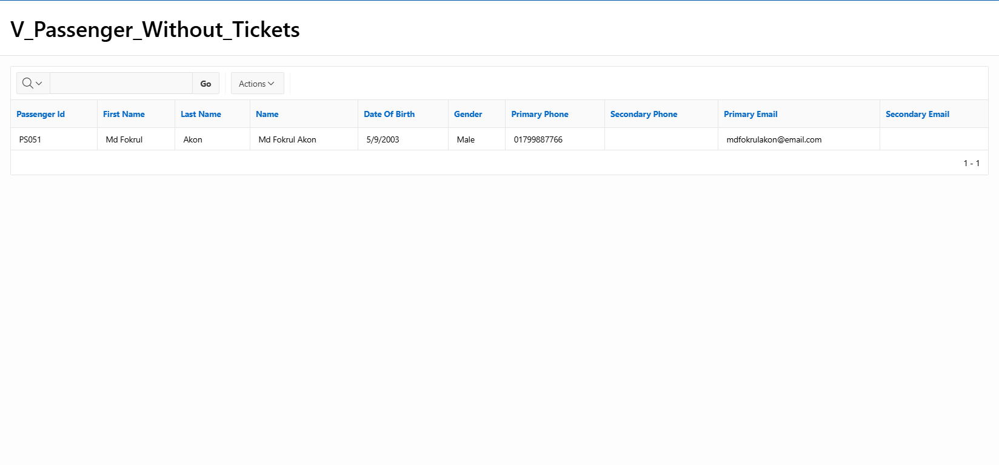 V_Passenger_Without_Tickets
Go Actions
Passenger Id First Name Last Name Name Date Of Birth Gender Primary Phone Secondary Phone Primary Email Secondary Email
PS051 Md Fokrul Akon Md Fokrul Akon 5/9/2003 Male 01799887766 mdfokrulakon@email.com
1 - 1